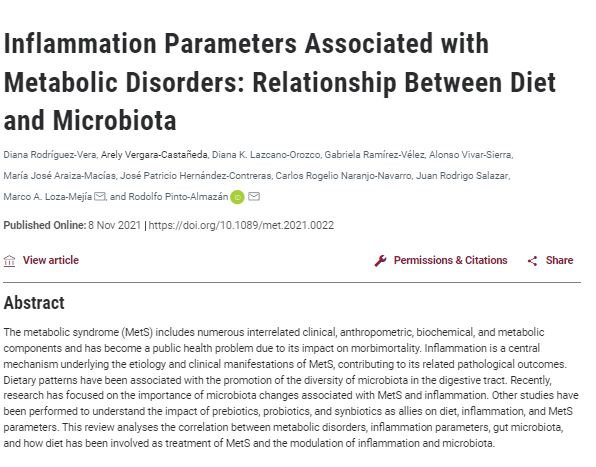 Inflammation Parameters Associated with
Metabolic Disorders: Relationship Between Diet
and Microbiota
Diana Rodríguez-Vera, Arely Vergara-Castañeda, Diana K. Lazcano-Orozco, Gabriela Ramírez-Vélez, Alonso Vivar-Sierra,
María José Araiza-Macías, José Patricio Hernández-Contreras, Carlos Rogelio Naranjo-Navarro, Juan Rodrigo Salazar,
Marco A. Loza-Mejía, and Rodolfo Pinto-Almazán
Published Online: 8 Nov 2021 | https://doi.org/10.1089/met.2021.0022
View article Permissions & Citations Share
Abstract
The metabolic syndrome (MetS) includes numerous interrelated clinical, anthropometric, biochemical, and metabolic
components and has become a public health problem due to its impact on morbimortality. Inflammation is a central
mechanism underlying the etiology and clinical manifestations of MetS, contributing to its related pathological outcomes.
Dietary patterns have been associated with the promotion of the diversity of microbiota in the digestive tract. Recently,
research has focused on the importance of microbiota changes associated with MetS and inflammation. Other studies have
been performed to understand the impact of prebiotics, probiotics, and synbiotics as allies on diet, inflammation, and MetS
parameters. This review analyses the correlation between metabolic disorders, inflammation parameters, gut microbiota,
and how diet has been involved as treatment of MetS and the modulation of inflammation and microbiota.